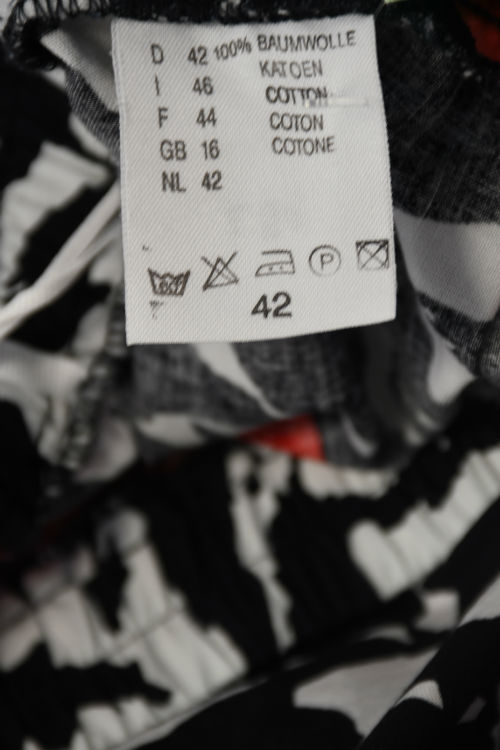 D 42 100% BAUMWOLLE
I 46 KATOEN
F 44 COTTON
GB 16 COTON
NL 42 COTONE
P
42